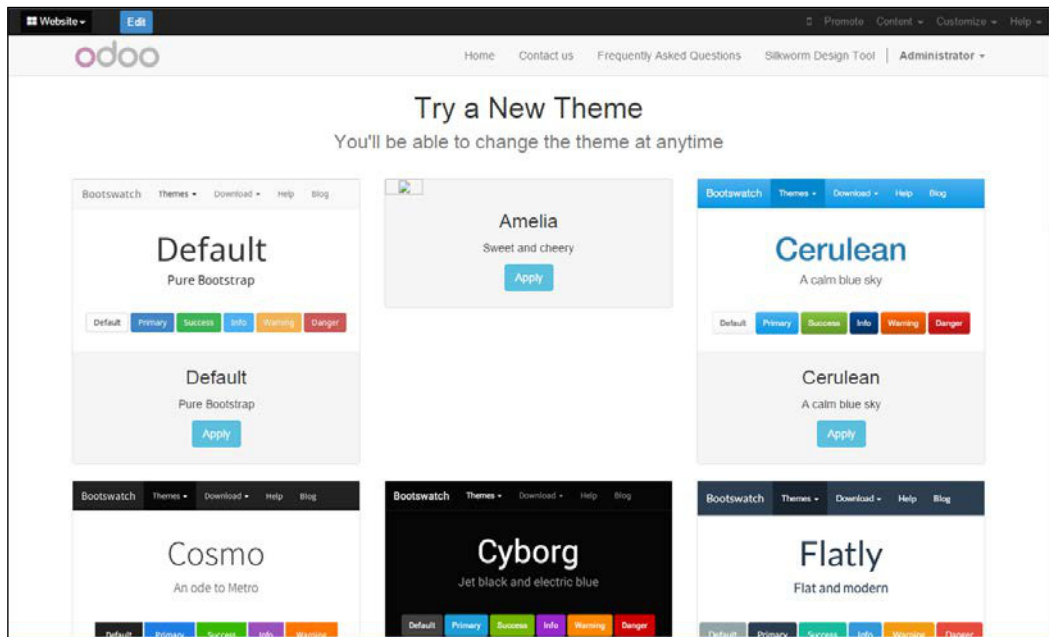 Website
Edit
Promote Content Customize Help
odoo
Home Contact us Frequently Asked Questions Silkworm Design Tool Administrator
Try a New Theme
You'll be able to change the theme at anytime
Bootswatch Themes Download Help Blog
Default
Pure Bootstrap
Default Primary Success Info Warning Danger
Default
Pure Bootstrap
Apply
Amelia
Sweet and cheery
Apply
Bootswatch Themes Download Help Blog
Cerulean
A calm blue sky
Default Primary Success Info Warning Danger
Cerulean
A calm blue sky
Apply
Bootswatch Themes Download Help Blog
Cosmo
An ode to Metro
Default Primary Success Info Warning
Bootswatch Themes Download Help Blog
Cyborg
Jet black and electric blue
Default Primary Success Info Warning Danger
Bootswatch Themes Download Help Blog
Flatly
Flat and modern
Default Primary Success Info Warning Danger